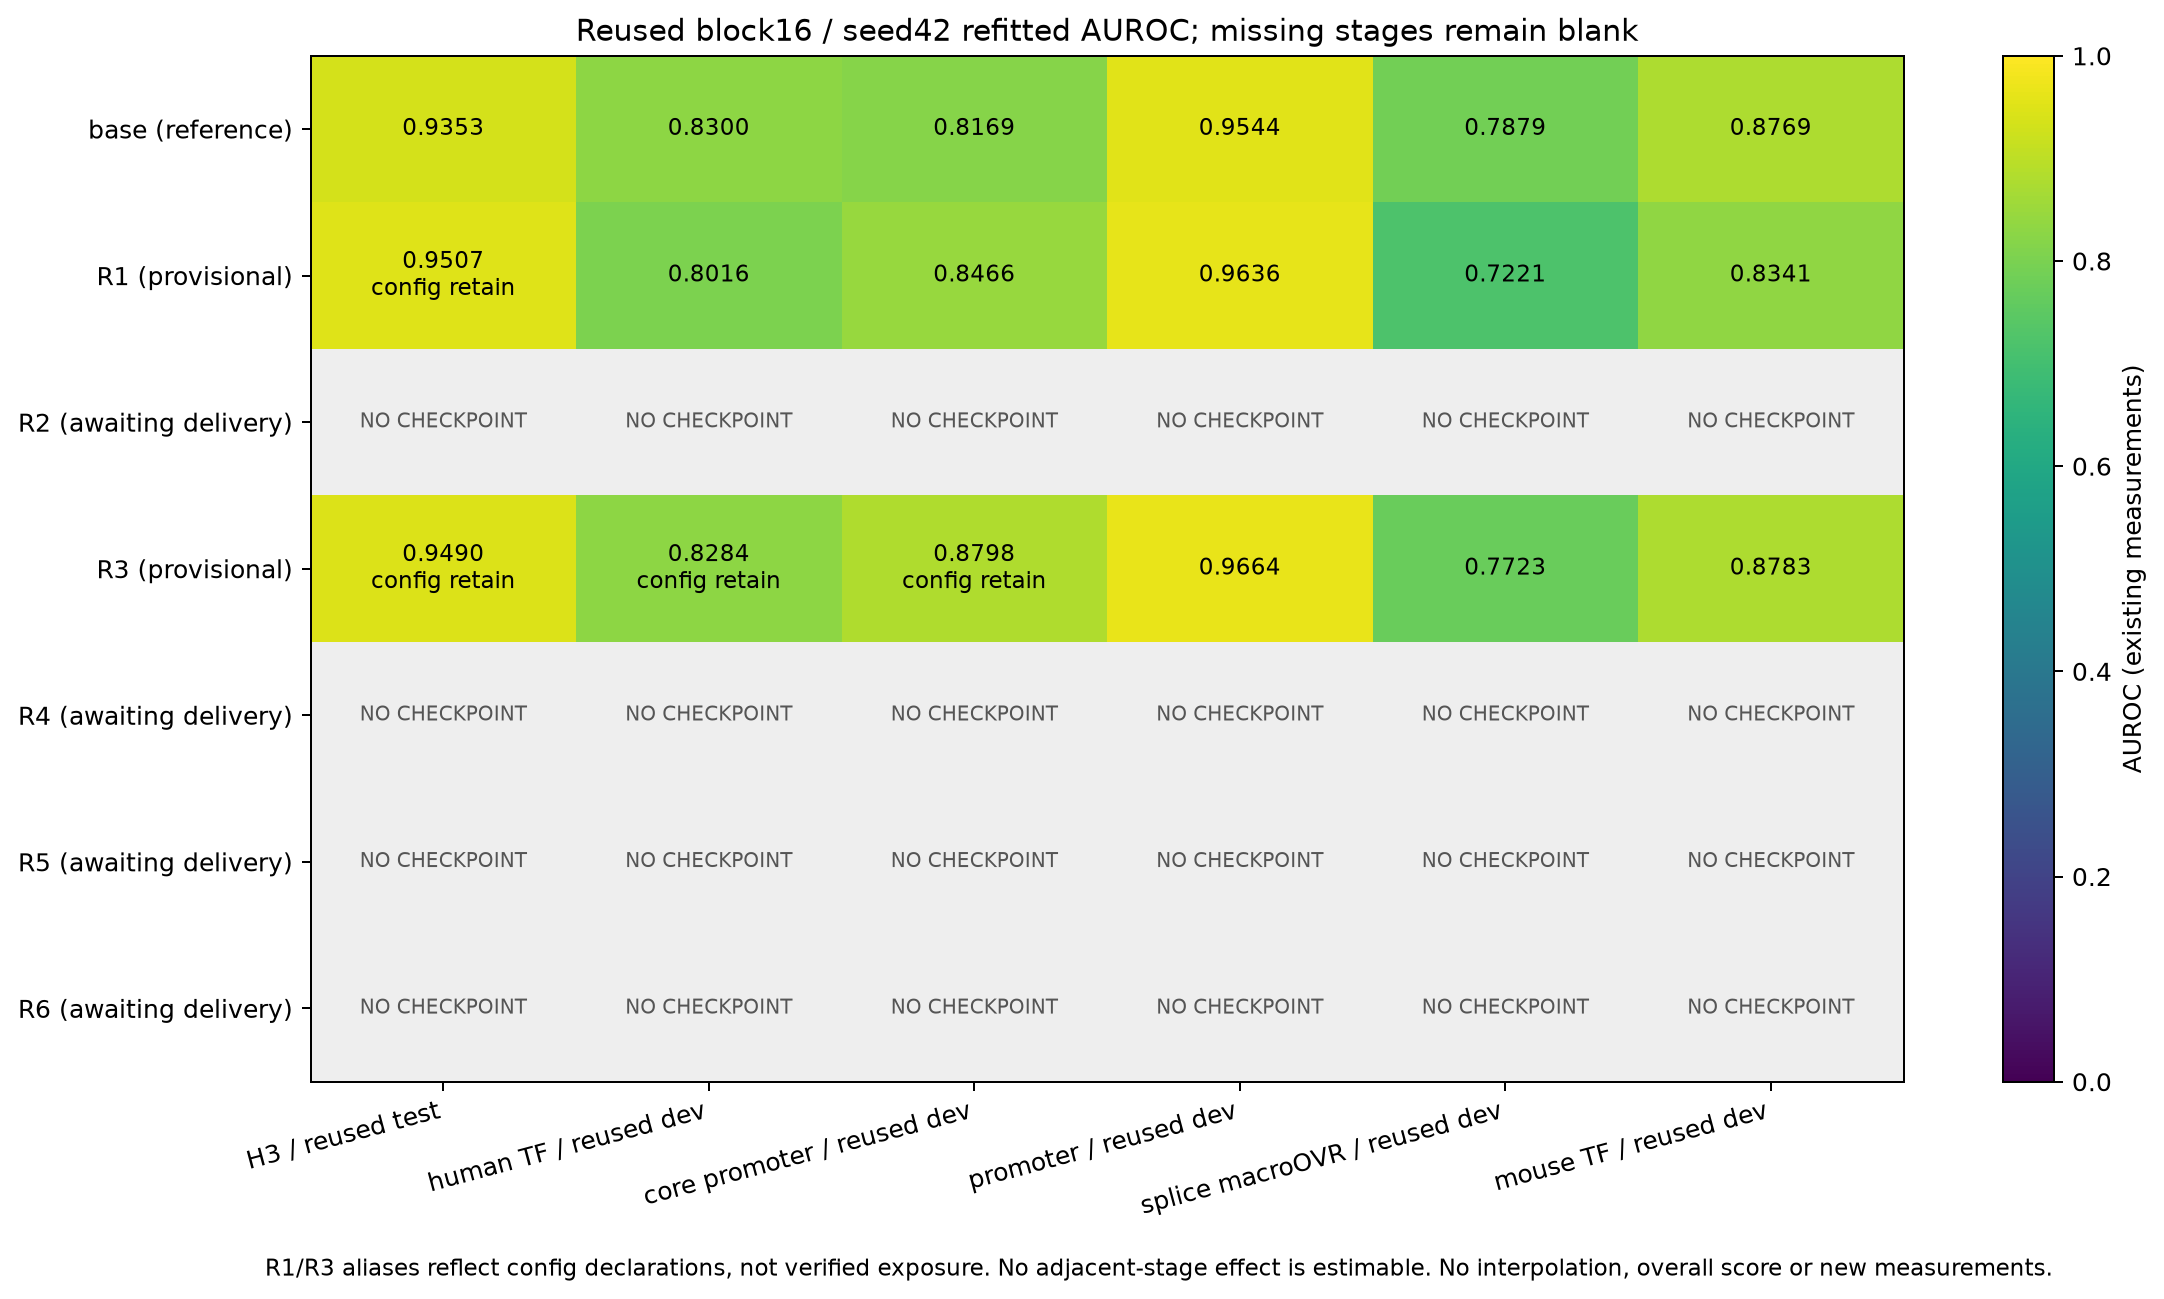 Reused block16 / seed42 refitted AUROC; missing stages remain blank
base (reference) 0.9353 0.8300 0.8169 0.9544 0.7879 0.8769
R1 (provisional) 0.9507 0.8016 0.8466 0.9636 0.7221 0.8341
config retain
R2 (awaiting delivery) NO CHECKPOINT NO CHECKPOINT NO CHECKPOINT NO CHECKPOINT NO CHECKPOINT NO CHECKPOINT
R3 (provisional) 0.9490 0.8284 0.8798 0.9664 0.7723 0.8783
config retain config retain config retain
R4 (awaiting delivery) NO CHECKPOINT NO CHECKPOINT NO CHECKPOINT NO CHECKPOINT NO CHECKPOINT NO CHECKPOINT
R5 (awaiting delivery) NO CHECKPOINT NO CHECKPOINT NO CHECKPOINT NO CHECKPOINT NO CHECKPOINT NO CHECKPOINT
R6 (awaiting delivery) NO CHECKPOINT NO CHECKPOINT NO CHECKPOINT NO CHECKPOINT NO CHECKPOINT NO CHECKPOINT
H3 / reused test
human TF / reused dev
core promoter / reused dev
promoter / reused dev
splice macroOVR / reused dev
mouse TF / reused dev
1.0
0.8
0.6
0.4
0.2
0.0
AUROC (existing measurements)
R1/R3 aliases reflect config declarations, not verified exposure. No adjacent-stage effect is estimable. No interpolation, overall score or new measurements.